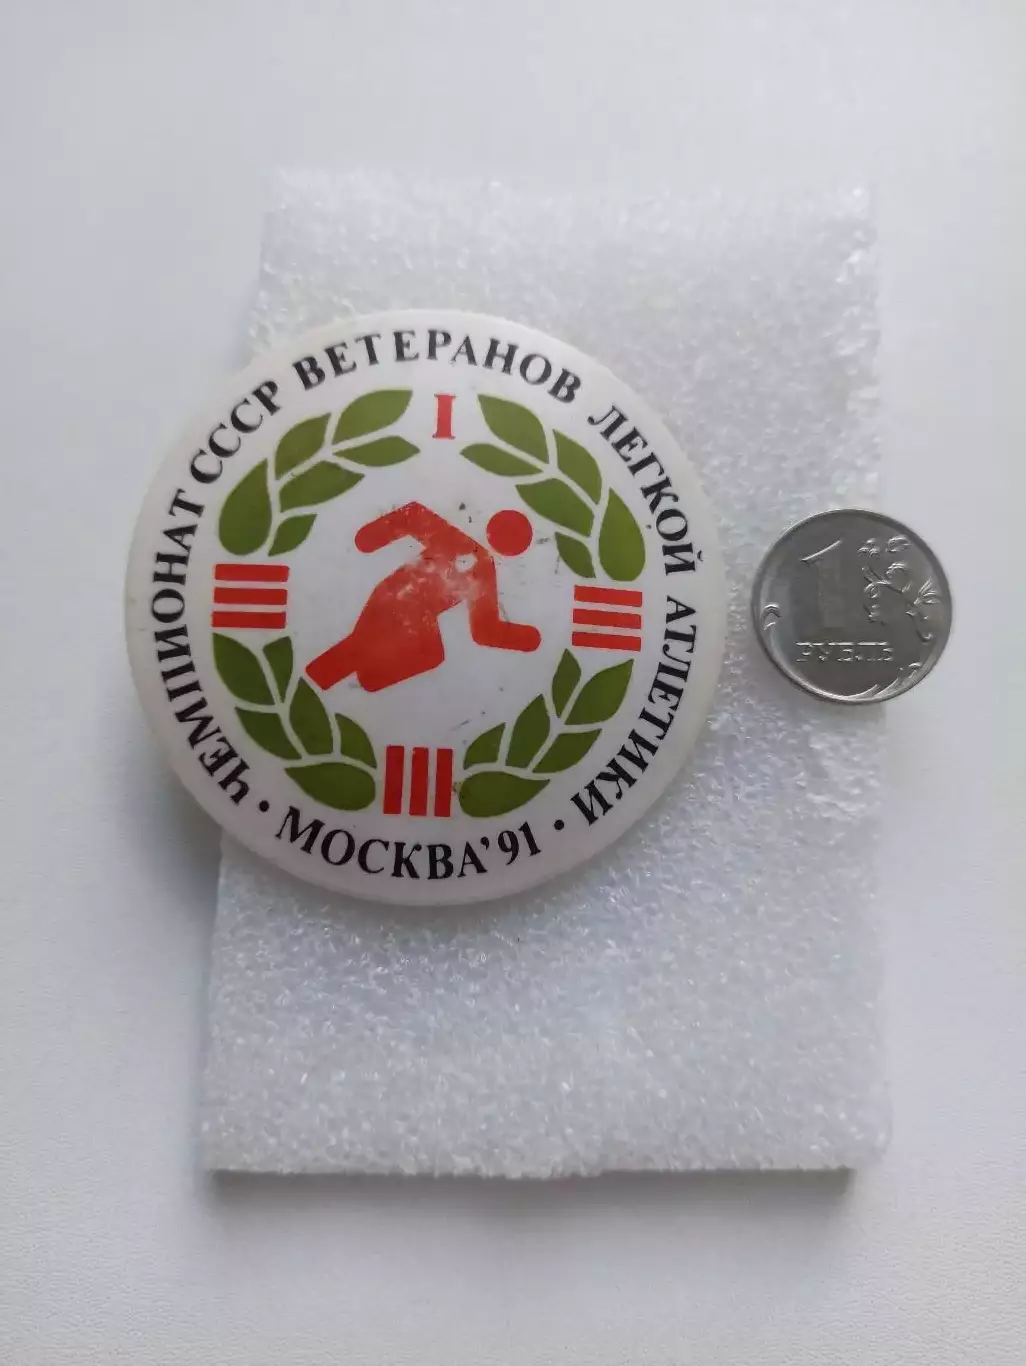 I ЧЕМПИОНАТ СССР ВЕТЕРАНОВ ЛЕГКОЙ АТЛЕТИКИ
• МОСКВА'91 •
1
РУБЛЬ